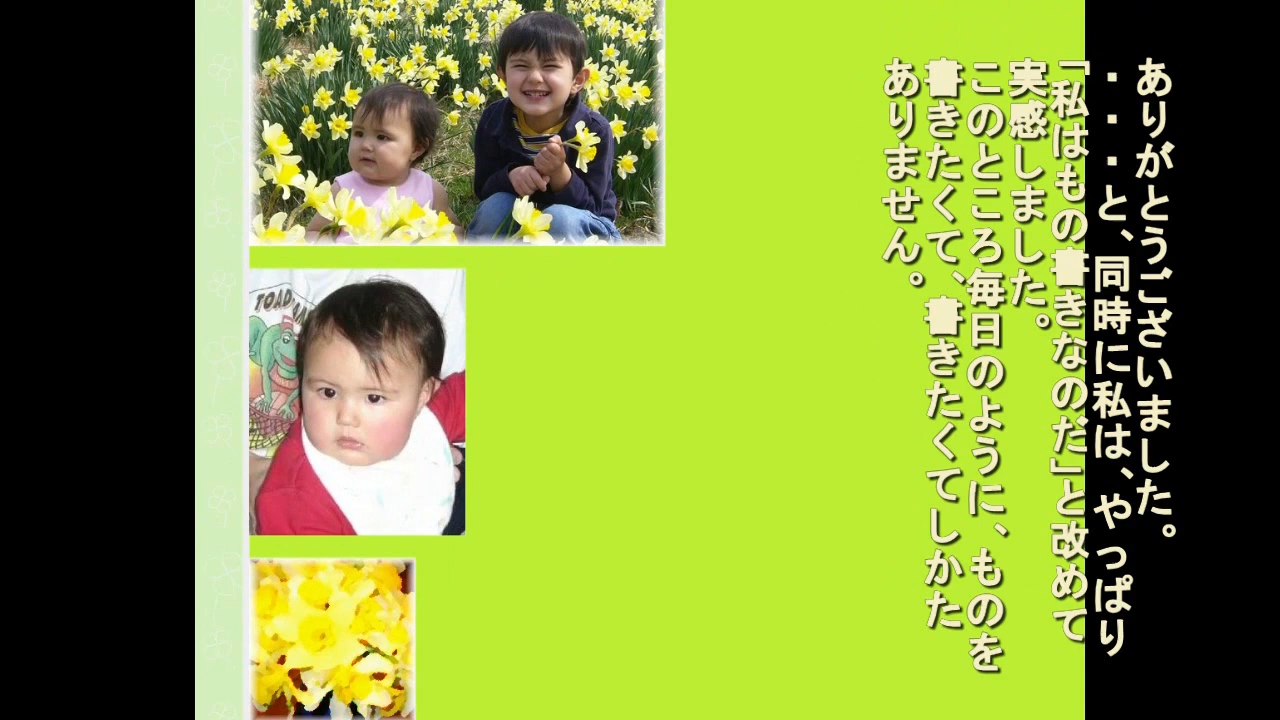 ありがとうございました。
・・・と、同時に私は、やっぱり
「私はもの書きなのだ」と改めて
実感しました。
このところ毎日のように、ものを
書きたくて、書きたくてしかた
ありません。
TOAD